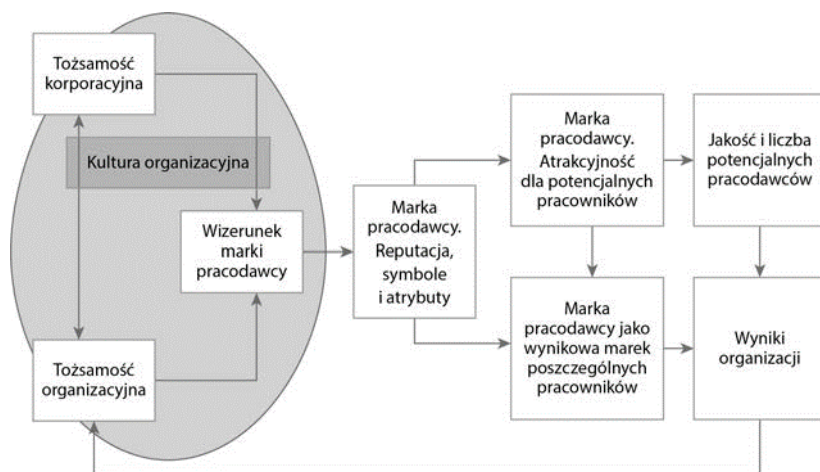 Tożsamość
korporacyjna
Kultura organizacyjna
Wizerunek
marki
pracodawcy
Tożsamość
organizacyjna
Marka
pracodawcy.
Reputacja,
symbole
i atrybuty
Marka
pracodawcy.
Atrakcyjność
dla potencjalnych
pracowników
Jakość i liczba
potencjalnych
pracodawców
Marka
pracodawcy jako
wynikowa marek
poszczególnych
pracowników
Wyniki
organizacji